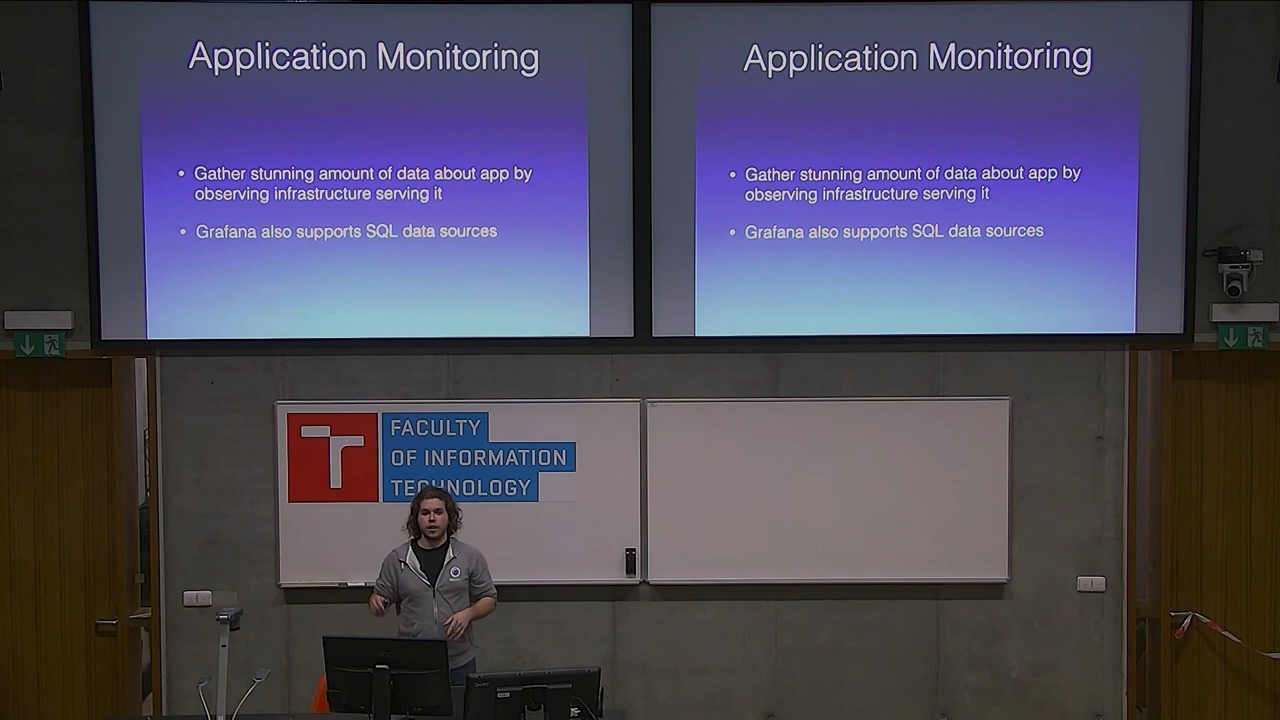 Application Monitoring
• Gather stunning amount of data about app by
observing infrastructure serving it
• Grafana also supports SQL data sources
Application Monitoring
• Gather stunning amount of data about app by
observing infrastructure serving it
• Grafana also supports SQL data sources
FACULTY
OF INFORMATION
TECHNOLOGY